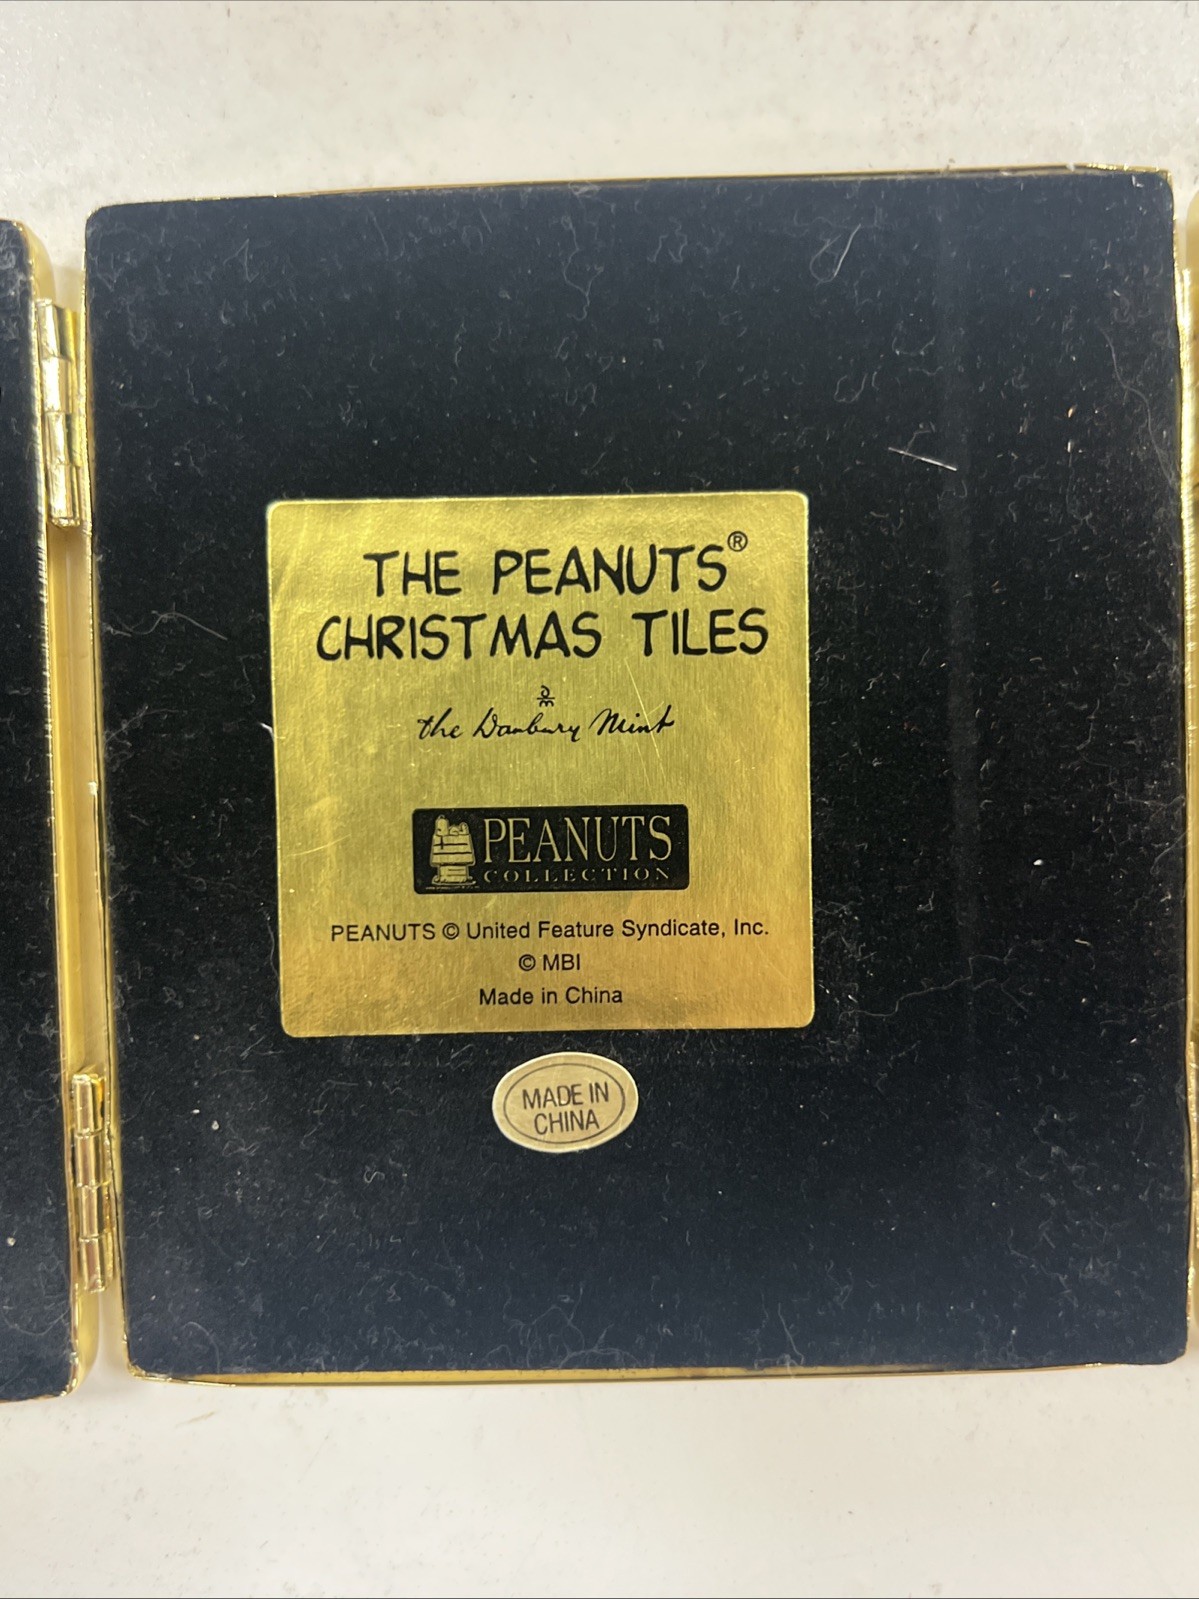 THE PEANUTS®
CHRISTMAS TILES
the Danbury Mint
PEANUTS
COLLECTION
PEANUTS © United Feature Syndicate, Inc.
© MBI
Made in China
MADE IN
CHINA